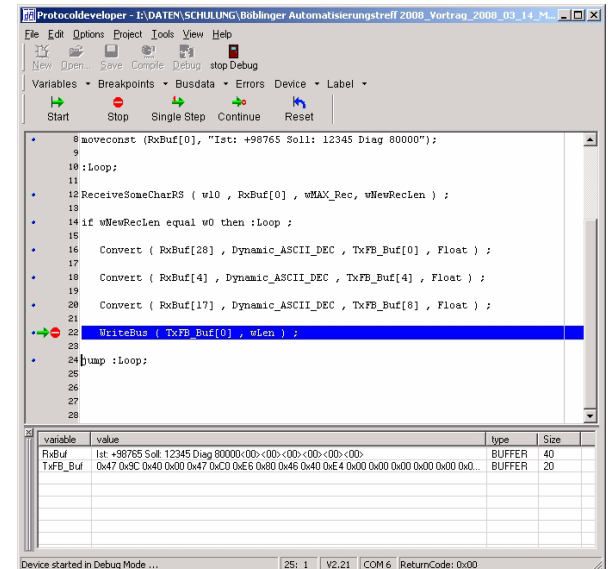 Protocoldeveloper - I:\DATEN\SCHULUNG\Böblinger Automatisierungstreff 2008_Vortrag_2008_03_14_M...
File Edit Options Project Tools View Help
New Open... Save Compile Debug stop Debug
Variables Breakpoints Busdata Errors Device Label
Start Stop Single Step Continue Reset
8 moveconst (RxBuf[0], "Ist: +98765 Soll: 12345 Diag 80000");
9
10 :Loop;
11
12 ReceiveSomeCharRS ( w10 , RxBuf[0] , wMAX_Rec, wNewRecLen ) ;
13
14 if wNewRecLen equal w0 then :Loop ;
15
16 Convert ( RxBuf[28] , Dynamic_ASCII_DEC , TxFB_Buf[0] , Float ) ;
17
18 Convert ( RxBuf[4] , Dynamic_ASCII_DEC , TxFB_Buf[4] , Float ) ;
19
20 Convert ( RxBuf[17] , Dynamic_ASCII_DEC , TxFB_Buf[8] , Float ) ;
21
22 WriteBus ( TxFB_Buf[0] , wLen ) ;
23
24 jump :Loop;
25
26
27
28
variable value type Size
RxBuf Ist: +98765 Soll: 12345 Diag 80000<00><00><00><00><00><00> BUFFER 40
TxFB_Buf 0x47 0x9C 0x40 0x00 0x47 0xC0 0xE6 0x80 0x46 0x40 0xE4 0x00 0x00 0x00 0x00 0x00 0x0... BUFFER 20
Device started in Debug Mode ... 25: 1 V2.21 COM 6 ReturnCode: 0x00